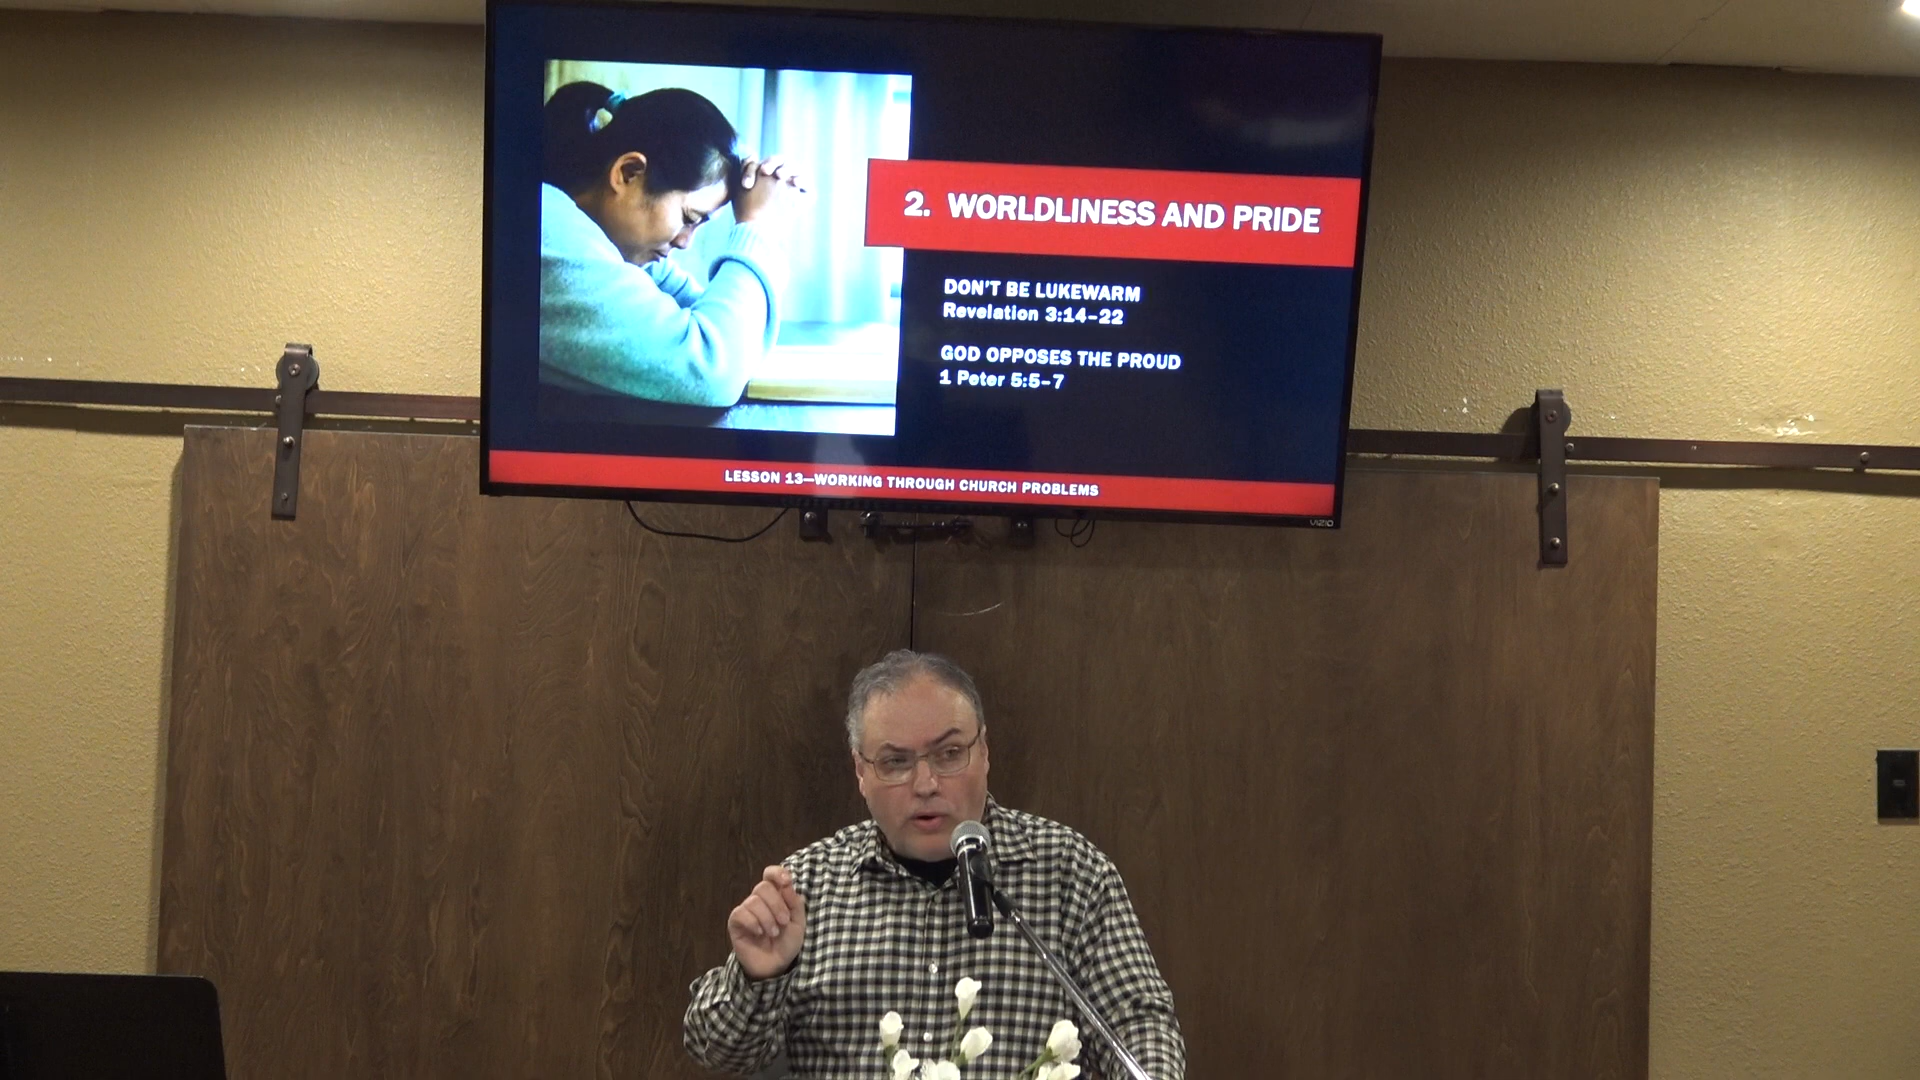 2. WORLDLINESS AND PRIDE
DON'T BE LUKEWARM
Revelation 3:14–22
GOD OPPOSES THE PROUD
1 Peter 5:5–7
LESSON 13—WORKING THROUGH CHURCH PROBLEMS
VIZIO